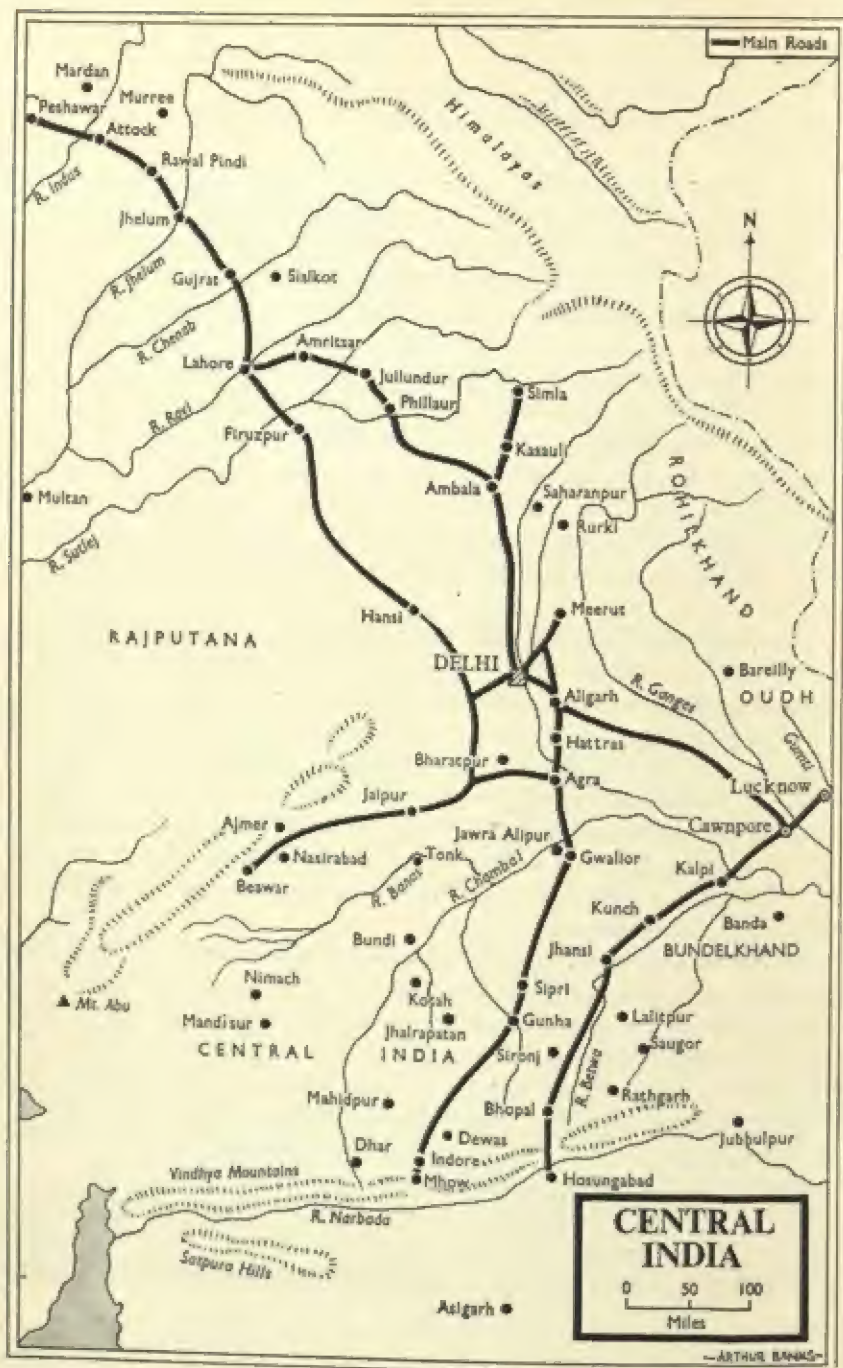 Main Roads
Mardan
Peshawar
Murree
Attock
Rawal Pindi
R. Indus
Himalayas
N
Jhelum
R. Jhelum
Gujrat
Sialkot
R. Chenab
Amritsar
Lahore
Jullundur
Simla
Phillaur
R. Ravi
Firuzpur
Kasauli
Multan
Ambala
Saharanpur
Rurki
R. Sutlej
ROHILKHAND
Hansi
Meerut
RAJPUTANA
DELHI
Bareilly
R. Ganges
OUDH
Aligarh
Gumti
Hattras
Bharatpur
Agra
Lucknow
Jaipur
Ajmer
Cawnpore
Jawra Alipur
Nasirabad
Tonk
Gwalior
Beawar
R. Banas
R. Chambal
Kalpi
Kunch
Banda
Bundi
Jhansi
BUNDELKHAND
Nimach
Kotah
Sipri
Mt. Abu
Mandisur
Jhalrapatan
Gunha
Lalitpur
CENTRAL INDIA
Sironj
Saugor
R. Betwa
Mahidpur
Bhopal
Rathgarh
Dewas
Jubbulpur
Dhar
Indore
Vindhya Mountains
Mhow
Hosungabad
R. Narbada
Satpura Hills
Asigarh
CENTRAL
INDIA
0 50 100
Miles
-ARTHUR BANKS-